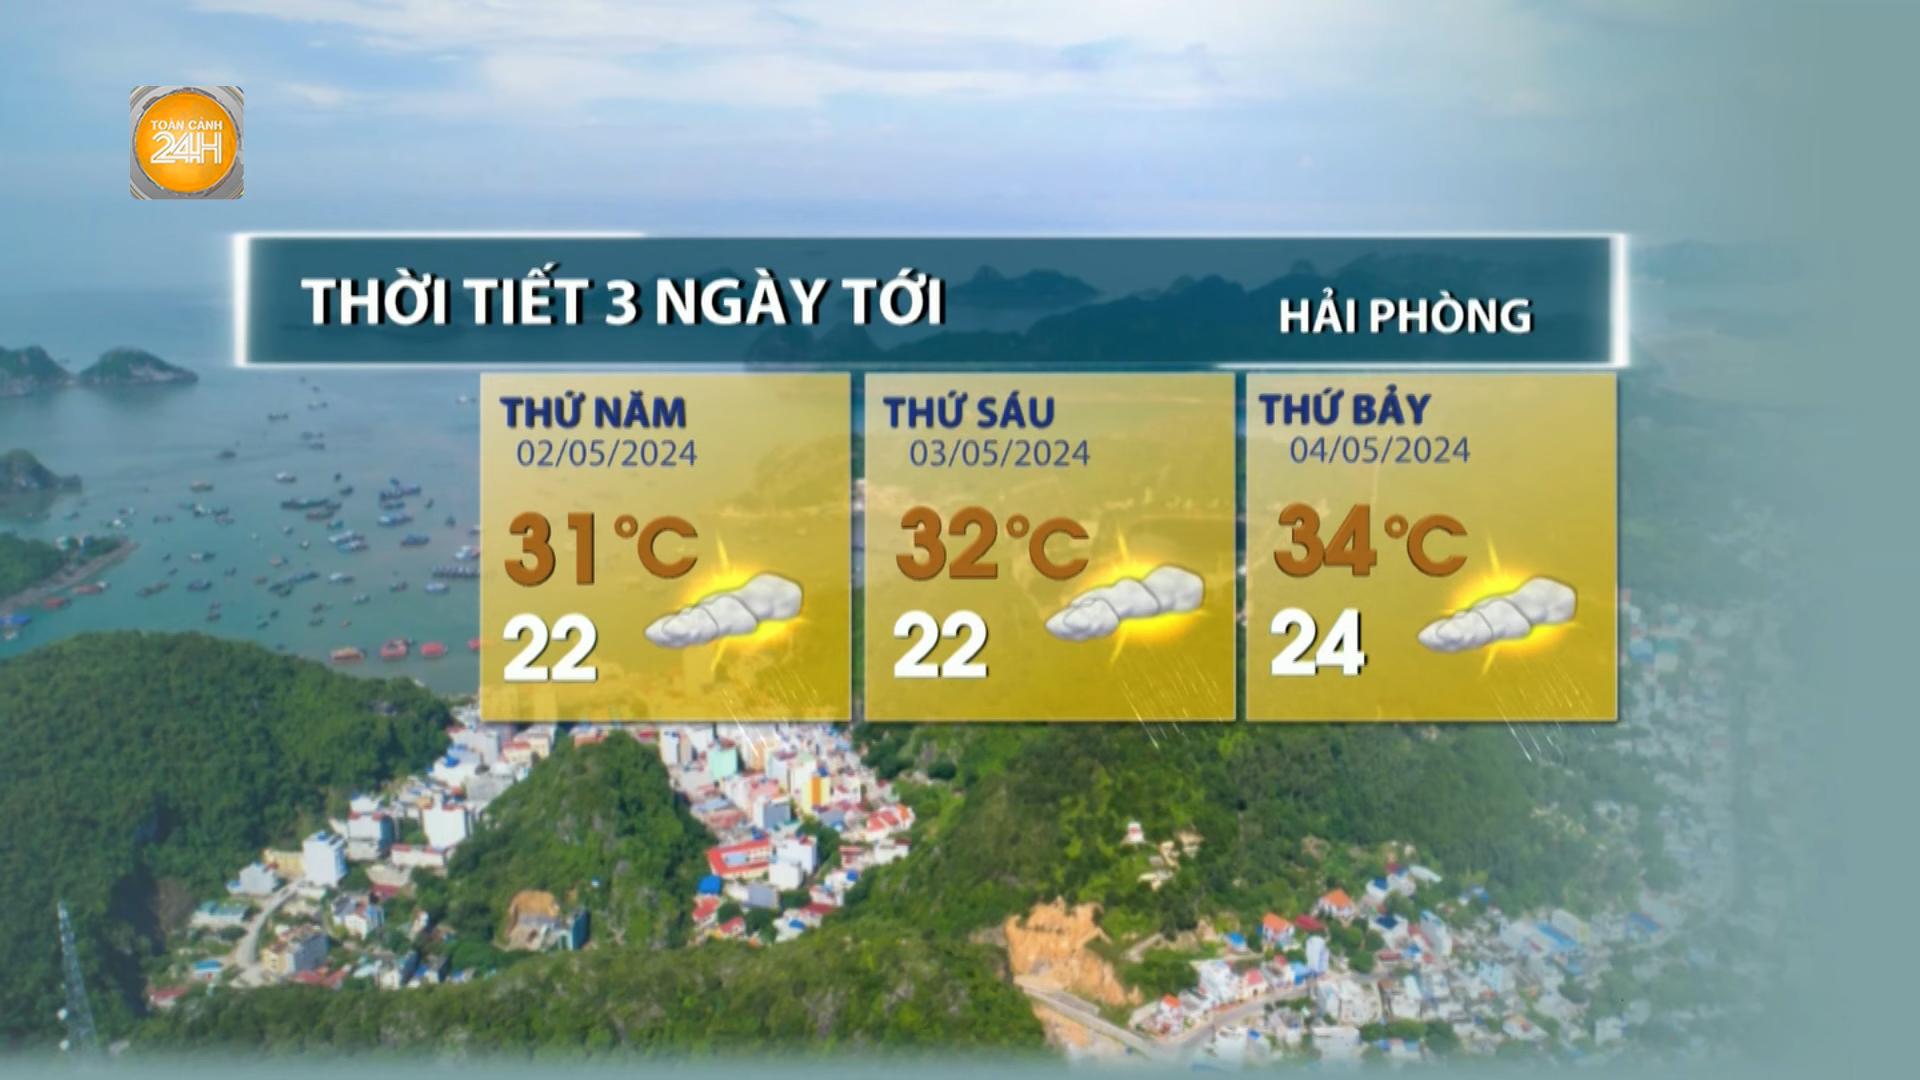 TOÀN CẢNH
24H
THỜI TIẾT 3 NGÀY TỚI
HẢI PHÒNG
THỨ NĂM
02/05/2024
31°C
22
THỨ SÁU
03/05/2024
32°C
22
THỨ BẢY
04/05/2024
34°C
24